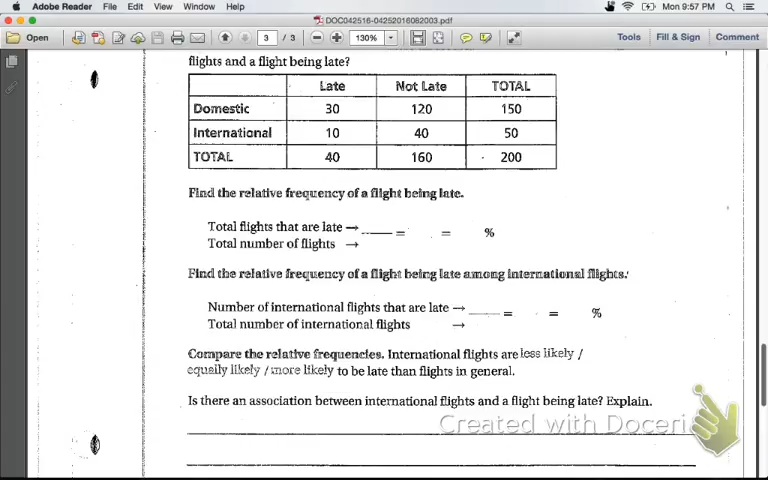 Adobe Reader File Edit View Window Help Mon 9:57 PM
DOC042516-04252016082003.pdf
Open 3 / 3 130% Tools Fill & Sign Comment
flights and a flight being late?
Late Not Late TOTAL
Domestic 30 120 150
International 10 40 50
TOTAL 40 160 200
Find the relative frequency of a flight being late.
Total flights that are late → ____ = = %
Total number of flights →
Find the relative frequency of a flight being late among international flights.
Number of international flights that are late → ____ = = %
Total number of international flights →
Compare the relative frequencies. International flights are less likely /
equally likely / more likely to be late than flights in general.
Is there an association between international flights and a flight being late? Explain.
Created with Doceri